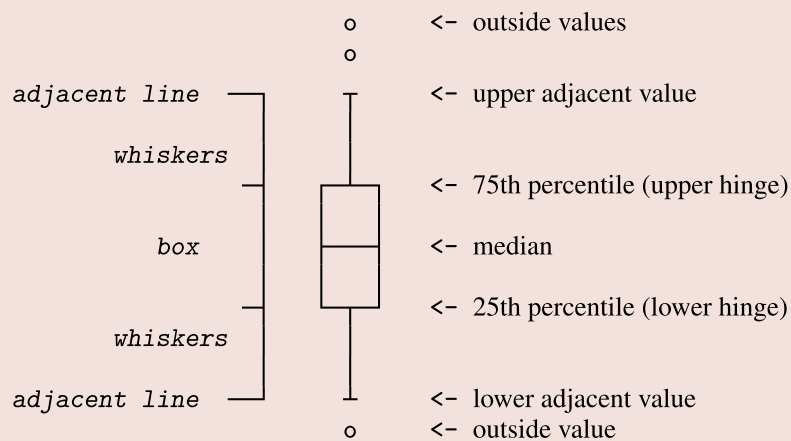 <- outside values
adjacent line <- upper adjacent value
whiskers
<- 75th percentile (upper hinge)
box <- median
<- 25th percentile (lower hinge)
whiskers
adjacent line <- lower adjacent value
<- outside value